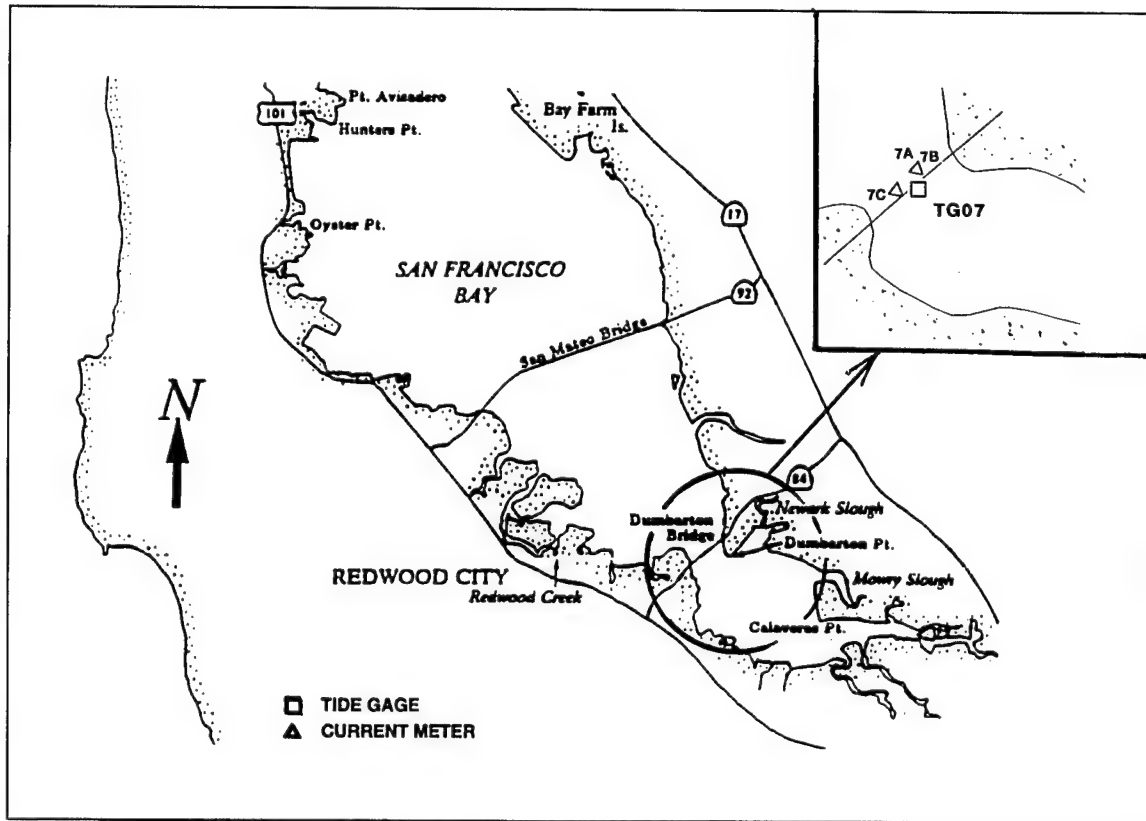 101
Pt. Avisadero
Hunters Pt.
Bay Farm
Is.
7A
7B
7C
TG07
Oyster Pt.
17
SAN FRANCISCO
BAY
92
San Mateo Bridge
N
84
Newark Slough
Dumbarton
Bridge
Dumbarton Pt.
REDWOOD CITY
Redwood Creek
Mowry Slough
Calaveras Pt.
TIDE GAGE
CURRENT METER